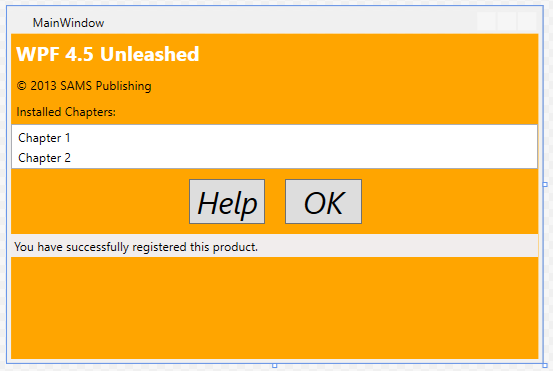 MainWindow
WPF 4.5 Unleashed
© 2013 SAMS Publishing
Installed Chapters:
Chapter 1
Chapter 2
Help OK
You have successfully registered this product.